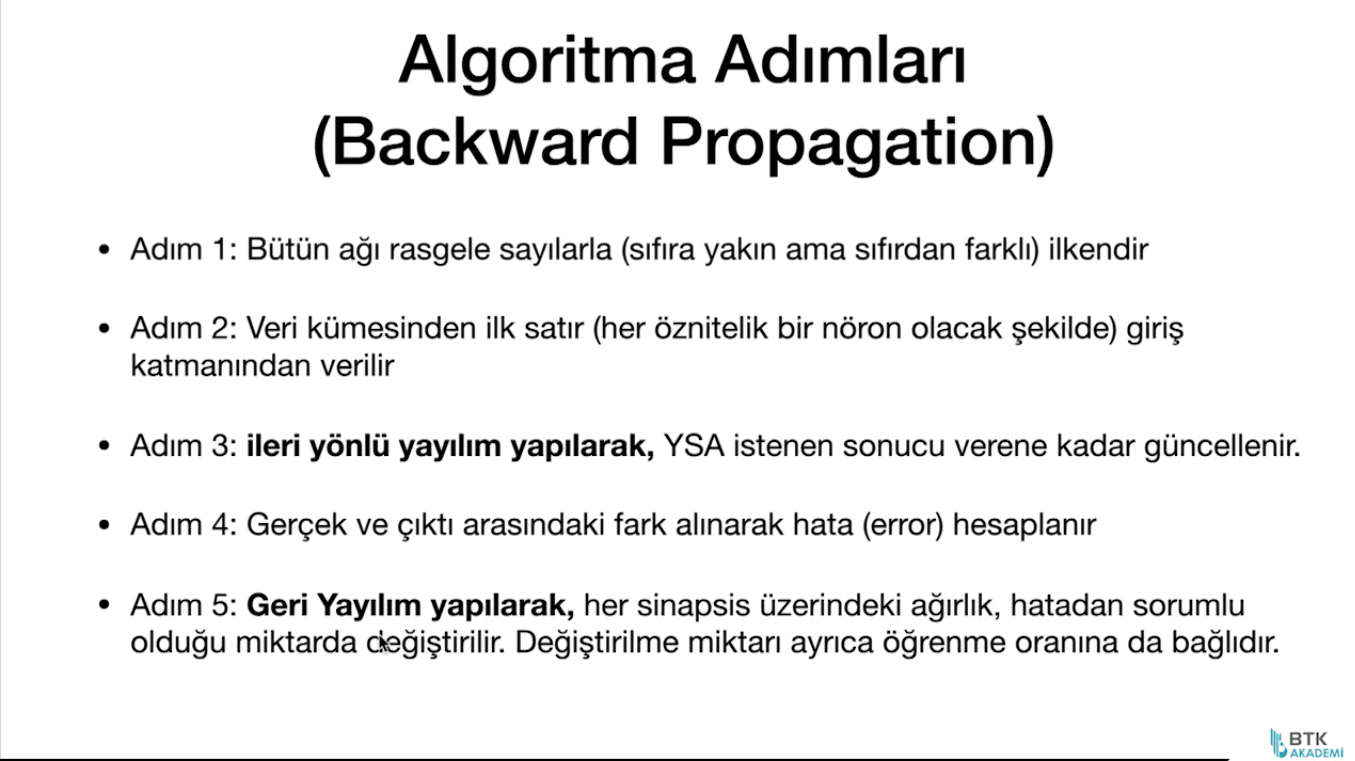 Algoritma Adımları
(Backward Propagation)
• Adım 1: Bütün ağı rasgele sayılarla (sıfıra yakın ama sıfırdan farklı) ilkendir
• Adım 2: Veri kümesinden ilk satır (her öznitelik bir nöron olacak şekilde) giriş
katmanından verilir
• Adım 3: ileri yönlü yayılım yapılarak, YSA istenen sonucu verene kadar güncellenir.
• Adım 4: Gerçek ve çıktı arasındaki fark alınarak hata (error) hesaplanır
• Adım 5: Geri Yayılım yapılarak, her sinapsis üzerindeki ağırlık, hatadan sorumlu
olduğu miktarda değiştirilir. Değiştirilme miktarı ayrıca öğrenme oranına da bağlıdır.
BTK
AKADEMİ